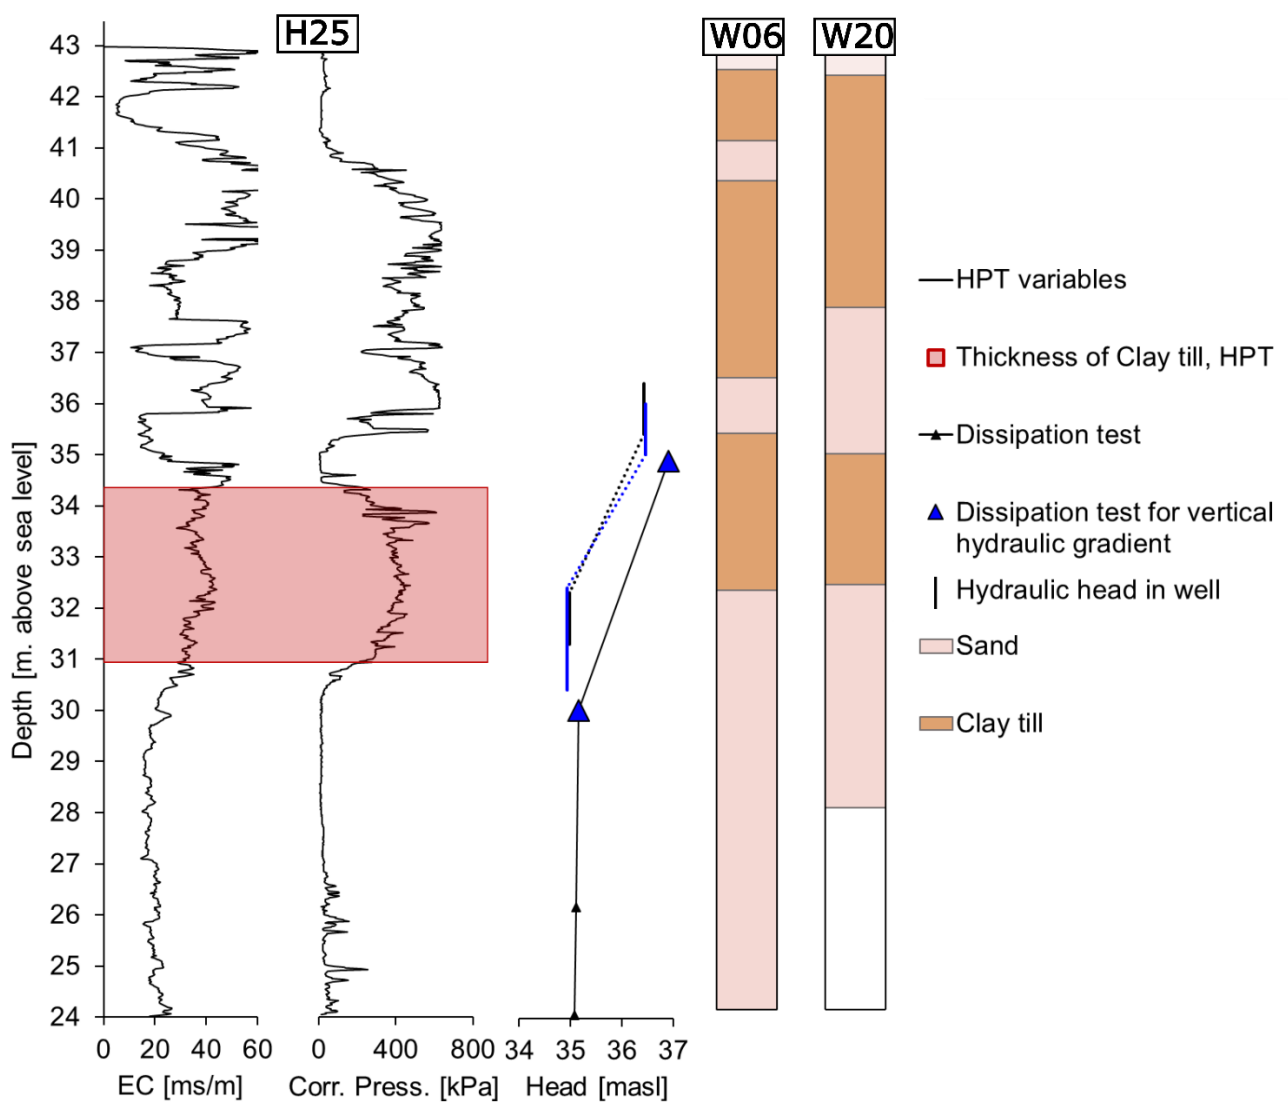 H25
W06
W20
43
42
41
40
39
38
37
36
35
34
33
32
31
30
29
28
27
26
25
24
Depth [m. above sea level]
0 20 40 60
EC [ms/m]
0 400 800
Corr. Press. [kPa]
34 35 36 37
Head [masl]
HPT variables
Thickness of Clay till, HPT
Dissipation test
Dissipation test for vertical
hydraulic gradient
Hydraulic head in well
Sand
Clay till